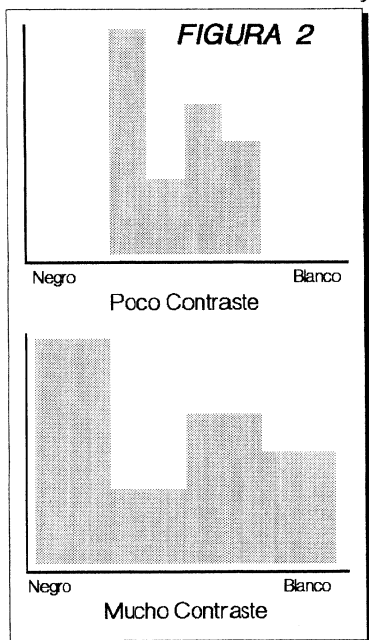 FIGURA 2
Negro Blanco
Poco Contraste
Negro Blanco
Mucho Contraste